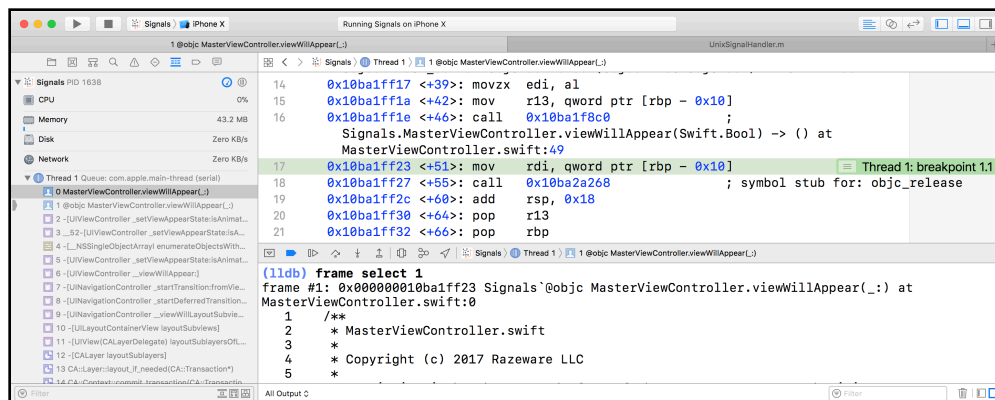 Signals
iPhone X
Running Signals on iPhone X
1 @objc MasterViewController.viewWillAppear(_:)
UnixSignalHandler.m
Signals PID 1638
CPU 0%
Memory 43.2 MB
Disk Zero KB/s
Network Zero KB/s
Thread 1 Queue: com.apple.main-thread (serial)
0 MasterViewController.viewWillAppear(_:)
1 @objc MasterViewController.viewWillAppear(_:)
2 -[UIViewController _setViewAppearState:isAnimat...
3 __52-[UIViewController _setViewAppearState:isA...
4 -[__NSSingleObjectArrayI enumerateObjectsWith...
5 -[UIViewController _setViewAppearState:isAnimat...
6 -[UIViewController __viewWillAppear:]
7 -[UINavigationController _startTransition:fromVie...
8 -[UINavigationController _startDeferredTransition...
9 -[UINavigationController __viewWillLayoutSubvie...
10 -[UILayoutContainerView layoutSubviews]
11 -[UIView(CALayerDelegate) layoutSublayersOfL...
12 -[CALayer layoutSublayers]
13 CA::Layer::layout_if_needed(CA::Transaction*)
14 CA::Context::commit_transaction(CA::Transactio...
Filter
Signals
Thread 1
1 @objc MasterViewController.viewWillAppear(_:)
14 0x10ba1ff17 <+39>: movzx edi, al
15 0x10ba1ff1a <+42>: mov r13, qword ptr [rbp - 0x10]
16 0x10ba1ff1e <+46>: call 0x10ba1f8c0 ;
Signals.MasterViewController.viewWillAppear(Swift.Bool) -> () at
MasterViewController.swift:49
17 0x10ba1ff23 <+51>: mov rdi, qword ptr [rbp - 0x10] Thread 1: breakpoint 1.1
18 0x10ba1ff27 <+55>: call 0x10ba2a268 ; symbol stub for: objc_release
19 0x10ba1ff2c <+60>: add rsp, 0x18
20 0x10ba1ff30 <+64>: pop r13
21 0x10ba1ff32 <+66>: pop rbp
Signals
Thread 1
1 @objc MasterViewController.viewWillAppear(_:)
(lldb) frame select 1
frame #1: 0x000000010ba1ff23 Signals`@objc MasterViewController.viewWillAppear(_:) at
MasterViewController.swift:0
1 /**
2 * MasterViewController.swift
3 *
4 * Copyright (c) 2017 Razeware LLC
5 *
All Output
Filter